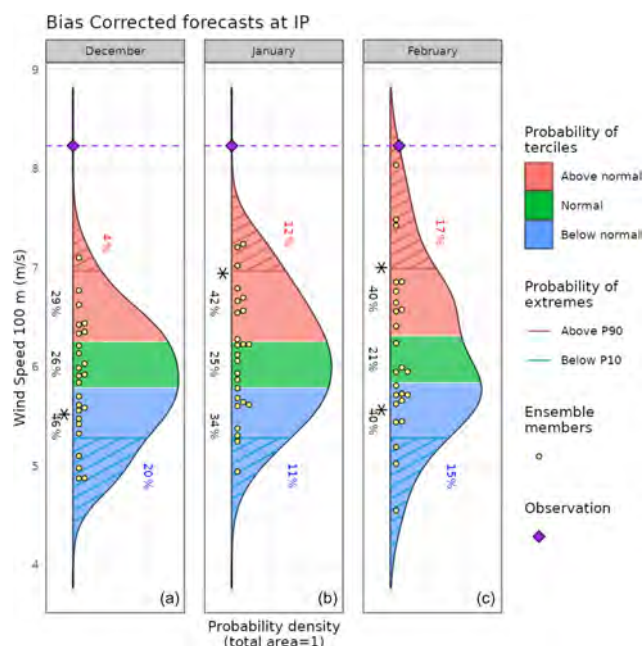 Bias Corrected forecasts at IP
December
January
February
9
8
7
6
5
4
Wind Speed 100 m (m/s)
4%
29%
26%
46%
20%
(a)
12%
42%
25%
34%
11%
(b)
17%
40%
21%
40%
15%
(c)
Probability density
(total area=1)
Probability of
terciles
Above normal
Normal
Below normal
Probability of
extremes
Above P90
Below P10
Ensemble
members
Observation